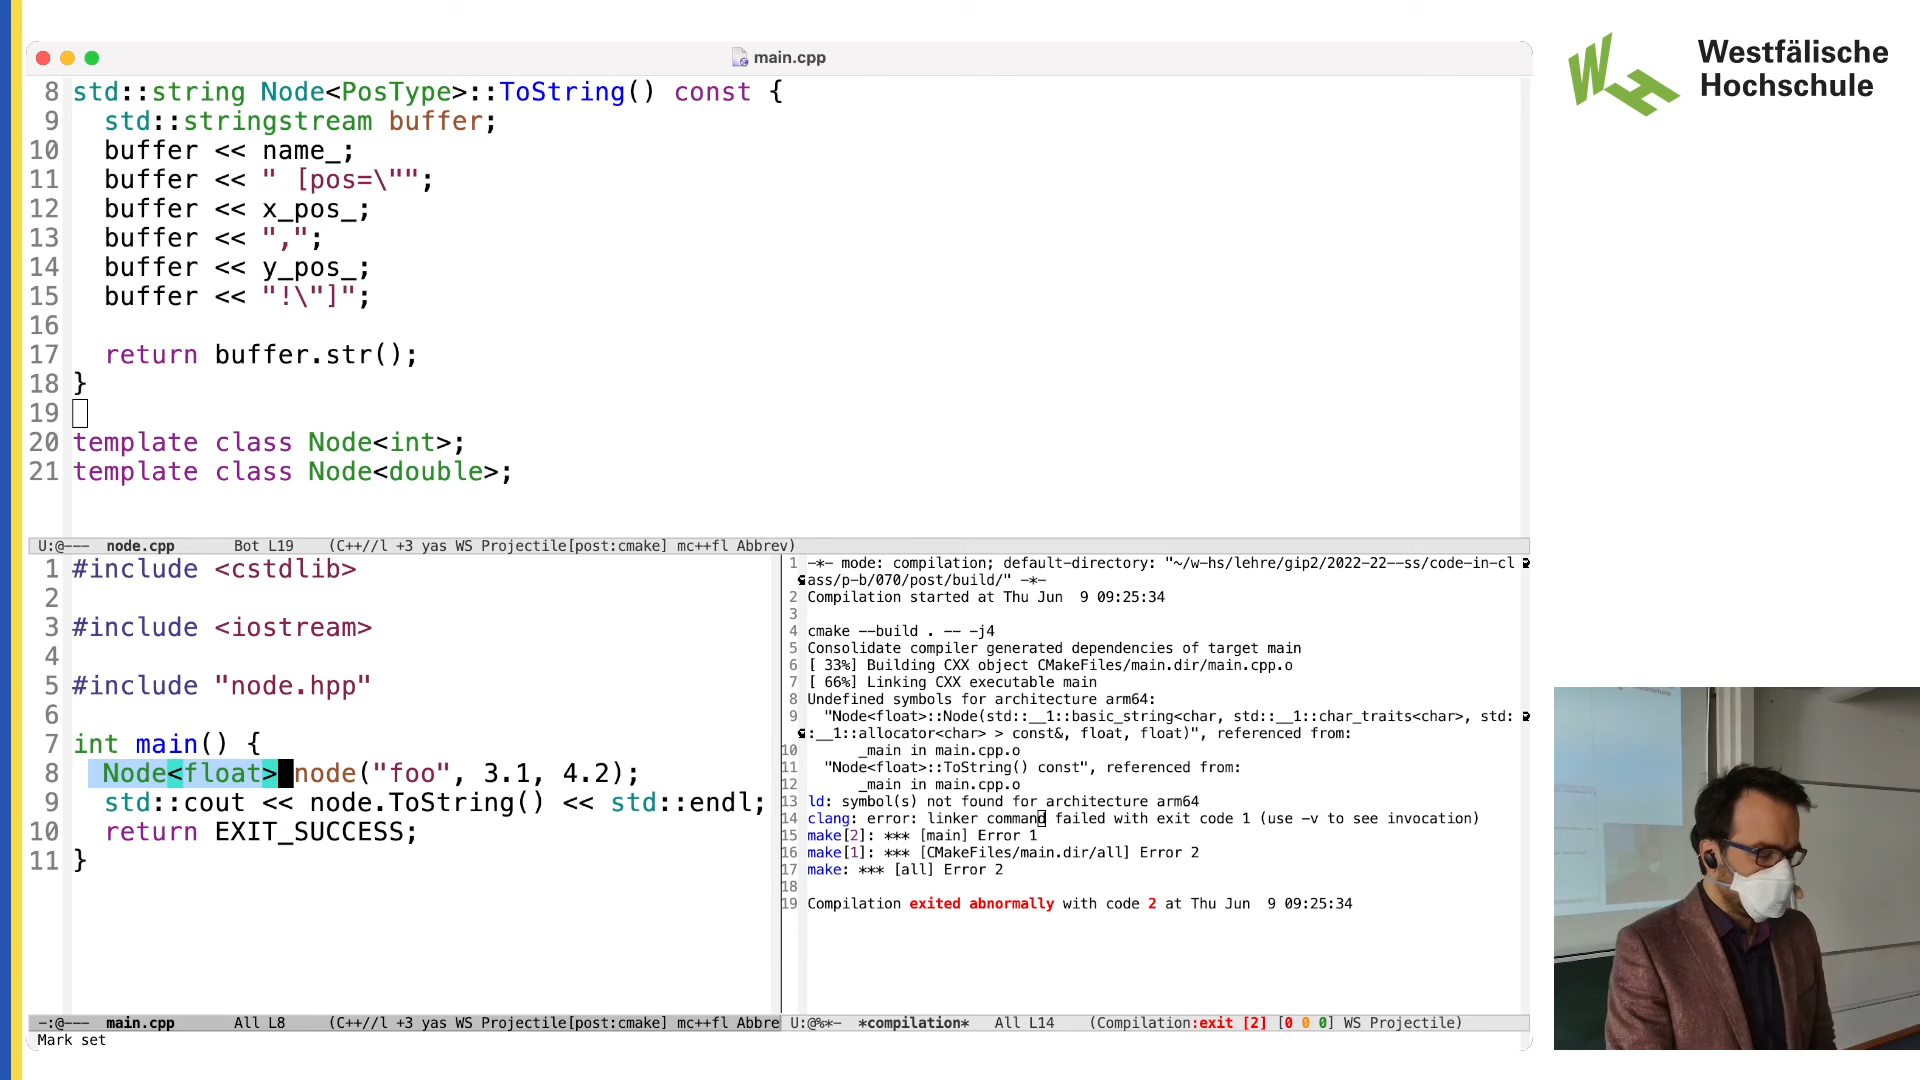 main.cpp
Westfälische
Hochschule
8 std::string Node<PosType>::ToString() const {
9   std::stringstream buffer;
10   buffer << name_;
11   buffer << " [pos=\"";
12   buffer << x_pos_;
13   buffer << ",";
14   buffer << y_pos_;
15   buffer << "!\"]";
16
17   return buffer.str();
18 }
19
20 template class Node<int>;
21 template class Node<double>;
U:@--- node.cpp Bot L19 (C++//l +3 yas WS Projectile[post:cmake] mc++fl Abbrev)
1 #include <cstdlib>
2
3 #include <iostream>
4
5 #include "node.hpp"
6
7 int main() {
8   Node<float> node("foo", 3.1, 4.2);
9   std::cout << node.ToString() << std::endl;
10   return EXIT_SUCCESS;
11 }
-:@--- main.cpp All L8 (C++//l +3 yas WS Projectile[post:cmake] mc++fl Abbre
1 -*- mode: compilation; default-directory: "~/w-hs/lehre/gip2/2022-22--ss/code-in-cl
ass/p-b/070/post/build/" -*-
2 Compilation started at Thu Jun  9 09:25:34
3
4 cmake --build . -- -j4
5 Consolidate compiler generated dependencies of target main
6 [ 33%] Building CXX object CMakeFiles/main.dir/main.cpp.o
7 [ 66%] Linking CXX executable main
8 Undefined symbols for architecture arm64:
9   "Node<float>::Node(std::__1::basic_string<char, std::__1::char_traits<char>, std:
:__1::allocator<char> > const&, float, float)", referenced from:
10       _main in main.cpp.o
11   "Node<float>::ToString() const", referenced from:
12       _main in main.cpp.o
13 ld: symbol(s) not found for architecture arm64
14 clang: error: linker command failed with exit code 1 (use -v to see invocation)
15 make[2]: *** [main] Error 1
16 make[1]: *** [CMakeFiles/main.dir/all] Error 2
17 make: *** [all] Error 2
18
19 Compilation exited abnormally with code 2 at Thu Jun  9 09:25:34
U:@%*- *compilation* All L14 (Compilation:exit [2] [0 0 0] WS Projectile)
Mark set